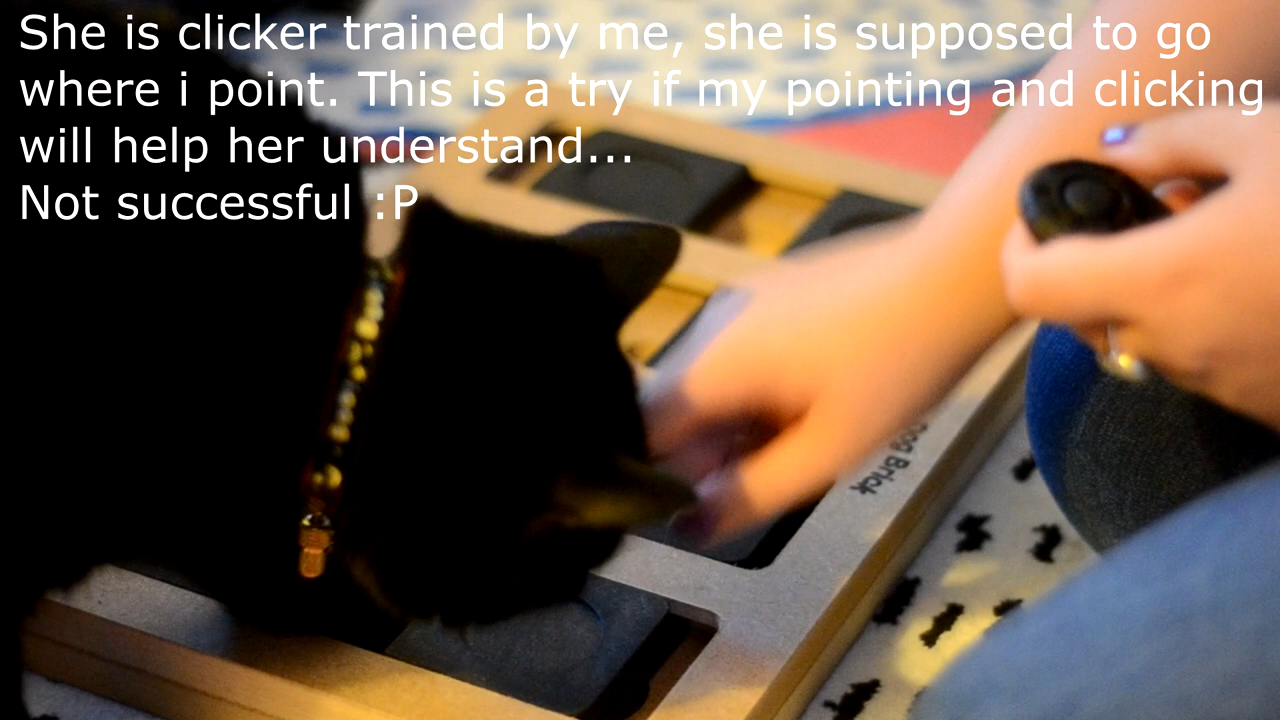 She is clicker trained by me, she is supposed to go
where i point. This is a try if my pointing and clicking
will help her understand...
Not successful :P
Dog Brick